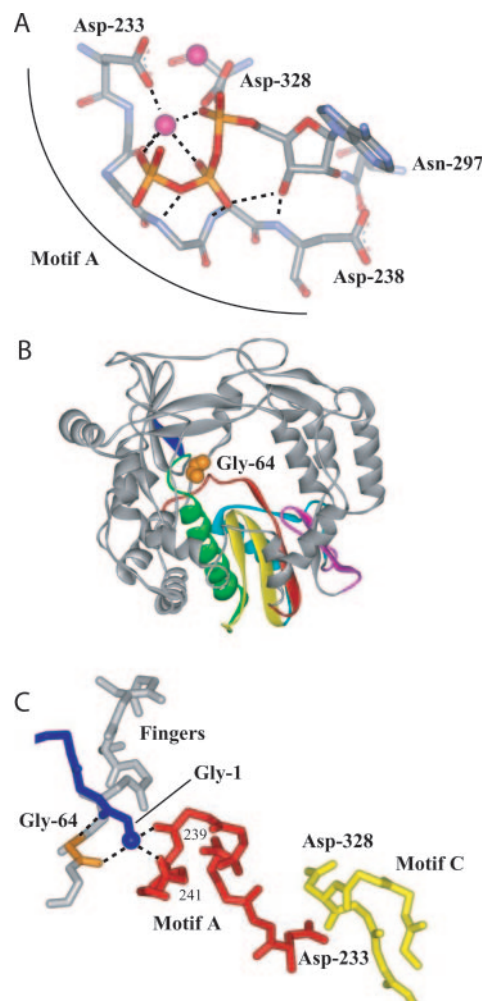 A
Asp-233
Asp-328
Asn-297
Motif A
Asp-238
B
Gly-64
C
Fingers
Gly-1
Gly-64
239
Asp-328
Motif C
241
Motif A
Asp-233